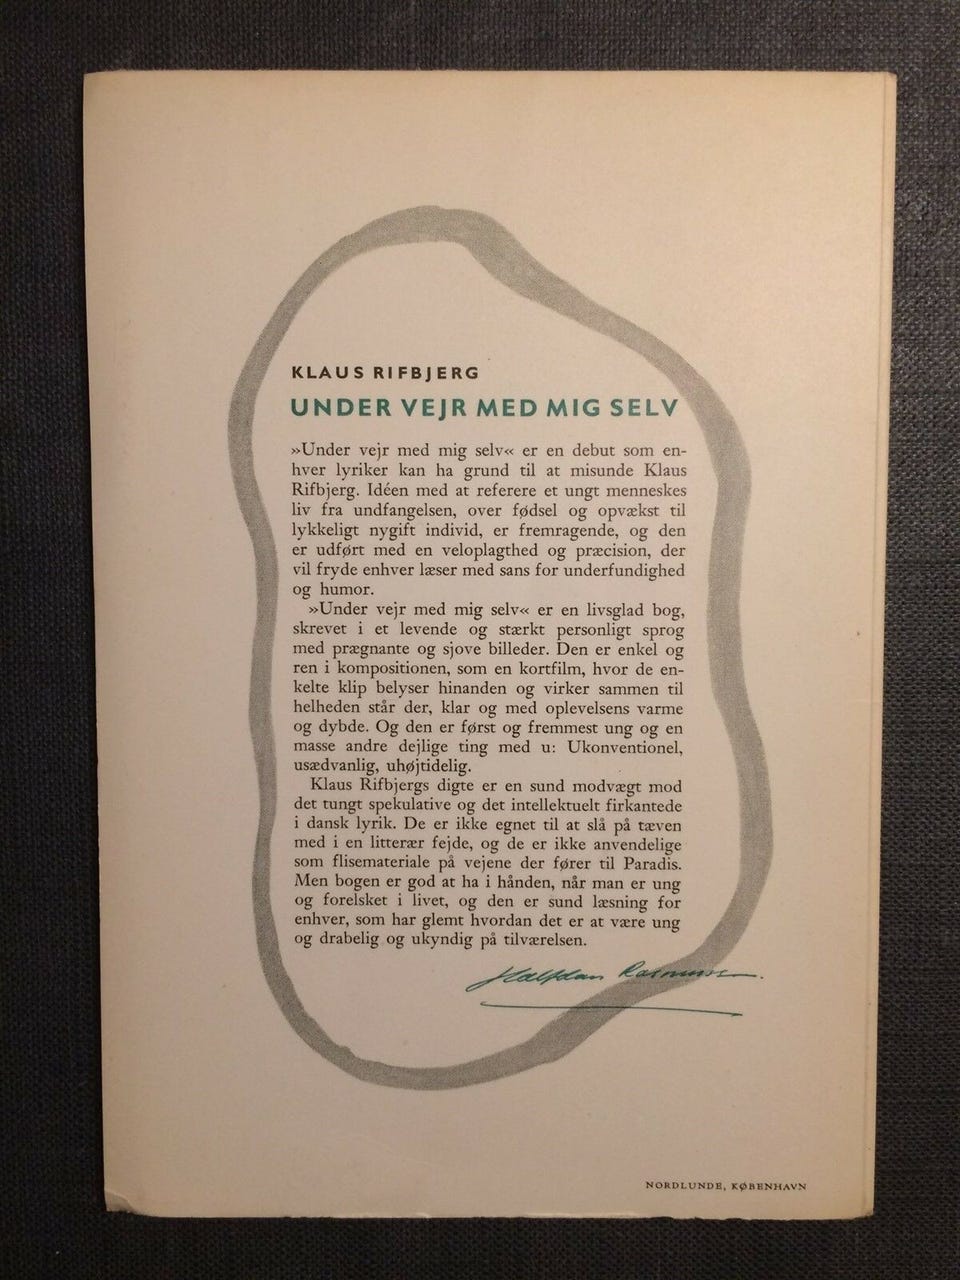 KLAUS RIFBJERG
UNDER VEJR MED MIG SELV
»Under vejr med mig selv« er en debut som en-
hver lyriker kan ha grund til at misunde Klaus
Rifbjerg. Idéen med at referere et ungt menneskes
liv fra undfangelsen, over fødsel og opvækst til
lykkeligt nygift individ, er fremragende, og den
er udført med en veloplagthed og præcision, der
vil fryde enhver læser med sans for underfundighed
og humor.
»Under vejr med mig selv« er en livsglad bog,
skrevet i et levende og stærkt personligt sprog
med prægnante og sjove billeder. Den er enkel og
ren i kompositionen, som en kortfilm, hvor de en-
kelte klip belyser hinanden og virker sammen til
helheden står der, klar og med oplevelsens varme
og dybde. Og den er først og fremmest ung og en
masse andre dejlige ting med u: Ukonventionel,
usædvanlig, uhøjtidelig.
Klaus Rifbjergs digte er en sund modvægt mod
det tungt spekulative og det intellektuelt firkantede
i dansk lyrik. De er ikke egnet til at slå på tæven
med i en litterær fejde, og de er ikke anvendelige
som flisemateriale på vejene der fører til Paradis.
Men bogen er god at ha i hånden, når man er ung
og forelsket i livet, og den er sund læsning for
enhver, som har glemt hvordan det er at være ung
og drabelig og ukyndig på tilværelsen.
Halfdan Rasmussen.
NORDLUNDE, KØBENHAVN